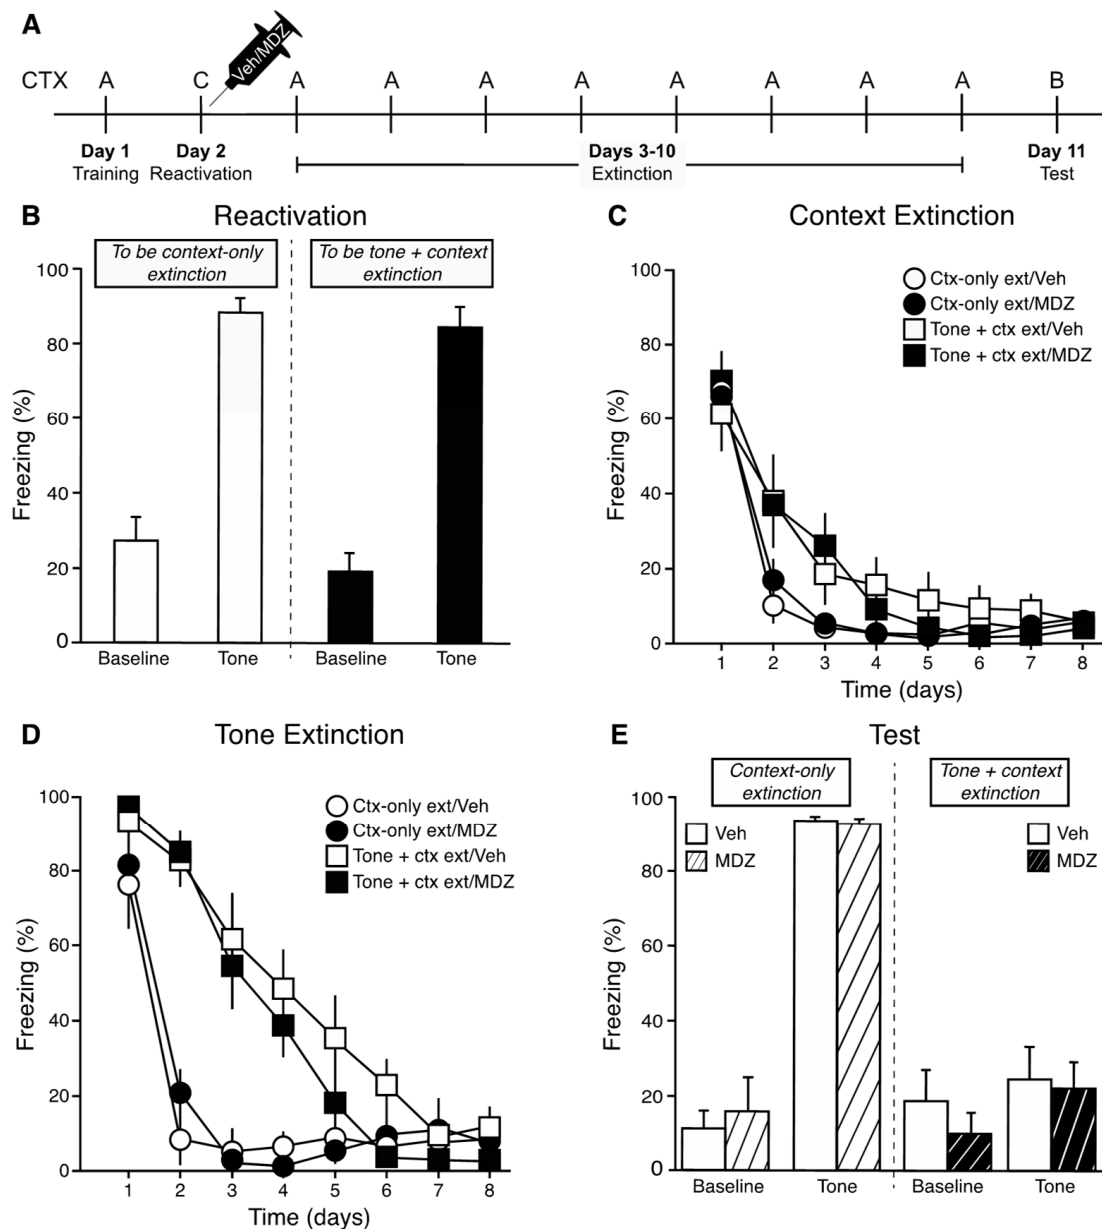 A
Veh/MDZ
CTX A C A A A A A A A A B
Day 1 Day 2 Days 3-10 Day 11
Training Reactivation Extinction Test
B Reactivation
To be context-only
extinction
To be tone + context
extinction
Freezing (%)
100
80
60
40
20
0
Baseline Tone Baseline Tone
C Context Extinction
Ctx-only ext/Veh
Ctx-only ext/MDZ
Tone + ctx ext/Veh
Tone + ctx ext/MDZ
Freezing (%)
100
80
60
40
20
0
1 2 3 4 5 6 7 8
Time (days)
D Tone Extinction
Ctx-only ext/Veh
Ctx-only ext/MDZ
Tone + ctx ext/Veh
Tone + ctx ext/MDZ
Freezing (%)
100
80
60
40
20
0
1 2 3 4 5 6 7 8
Time (days)
E Test
Context-only
extinction
Tone + context
extinction
Veh
MDZ
Veh
MDZ
Freezing (%)
100
80
60
40
20
0
Baseline Tone Baseline Tone